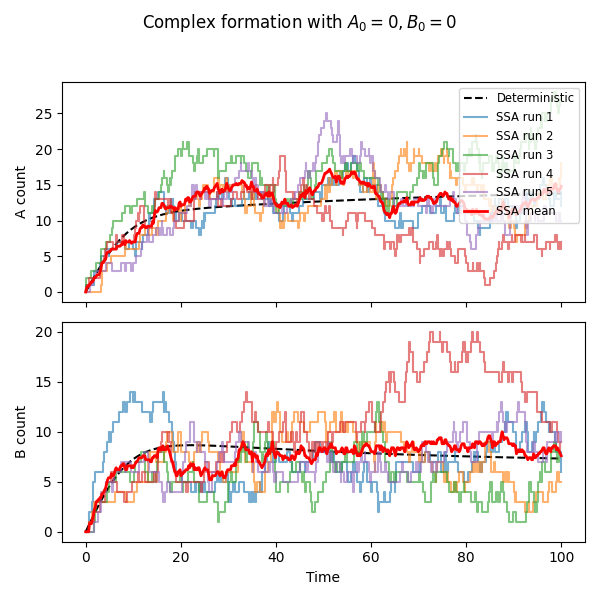 Complex formation with A₀ = 0, B₀ = 0
A count
25
20
15
10
5
0
Deterministic
SSA run 1
SSA run 2
SSA run 3
SSA run 4
SSA run 5
SSA mean
B count
20
15
10
5
0
0
20
40
60
80
100
Time